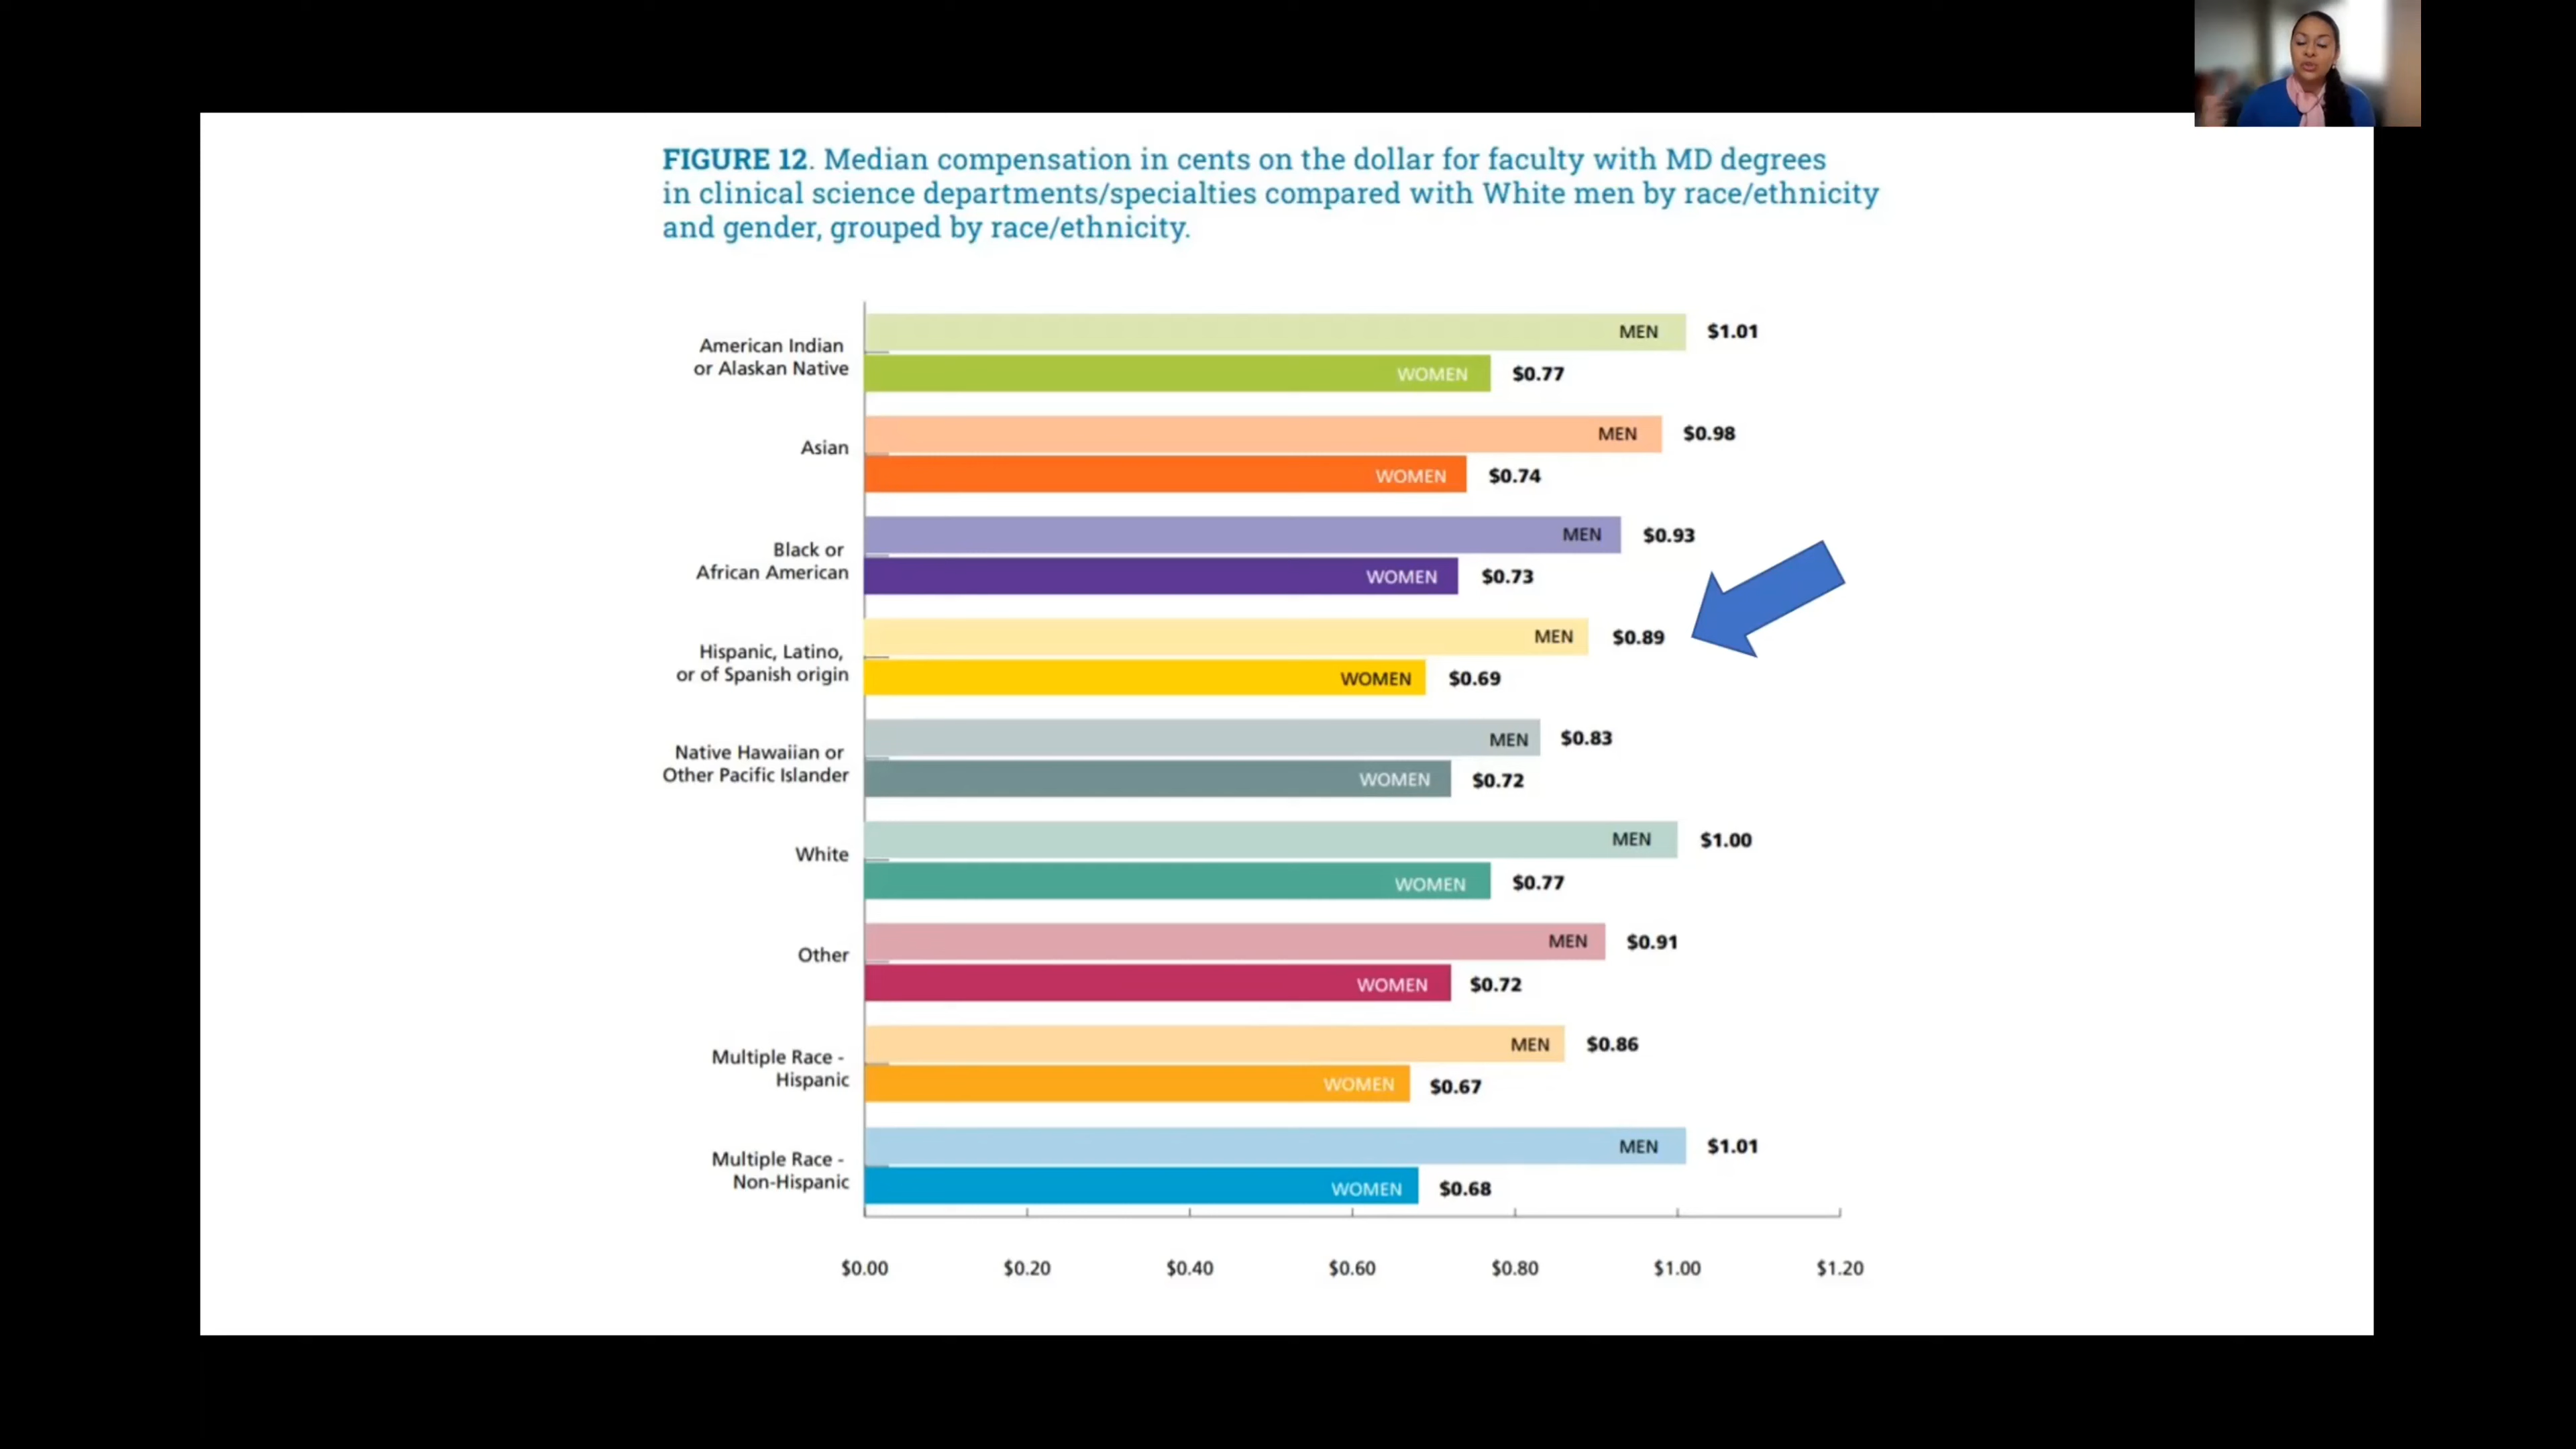 FIGURE 12. Median compensation in cents on the dollar for faculty with MD degrees
in clinical science departments/specialties compared with White men by race/ethnicity
and gender, grouped by race/ethnicity.
American Indian
or Alaskan Native
MEN $1.01
WOMEN $0.77
Asian
MEN $0.98
WOMEN $0.74
Black or
African American
MEN $0.93
WOMEN $0.73
Hispanic, Latino,
or of Spanish origin
MEN $0.89
WOMEN $0.69
Native Hawaiian or
Other Pacific Islander
MEN $0.83
WOMEN $0.72
White
MEN $1.00
WOMEN $0.77
Other
MEN $0.91
WOMEN $0.72
Multiple Race -
Hispanic
MEN $0.86
WOMEN $0.67
Multiple Race -
Non-Hispanic
MEN $1.01
WOMEN $0.68
$0.00 $0.20 $0.40 $0.60 $0.80 $1.00 $1.20